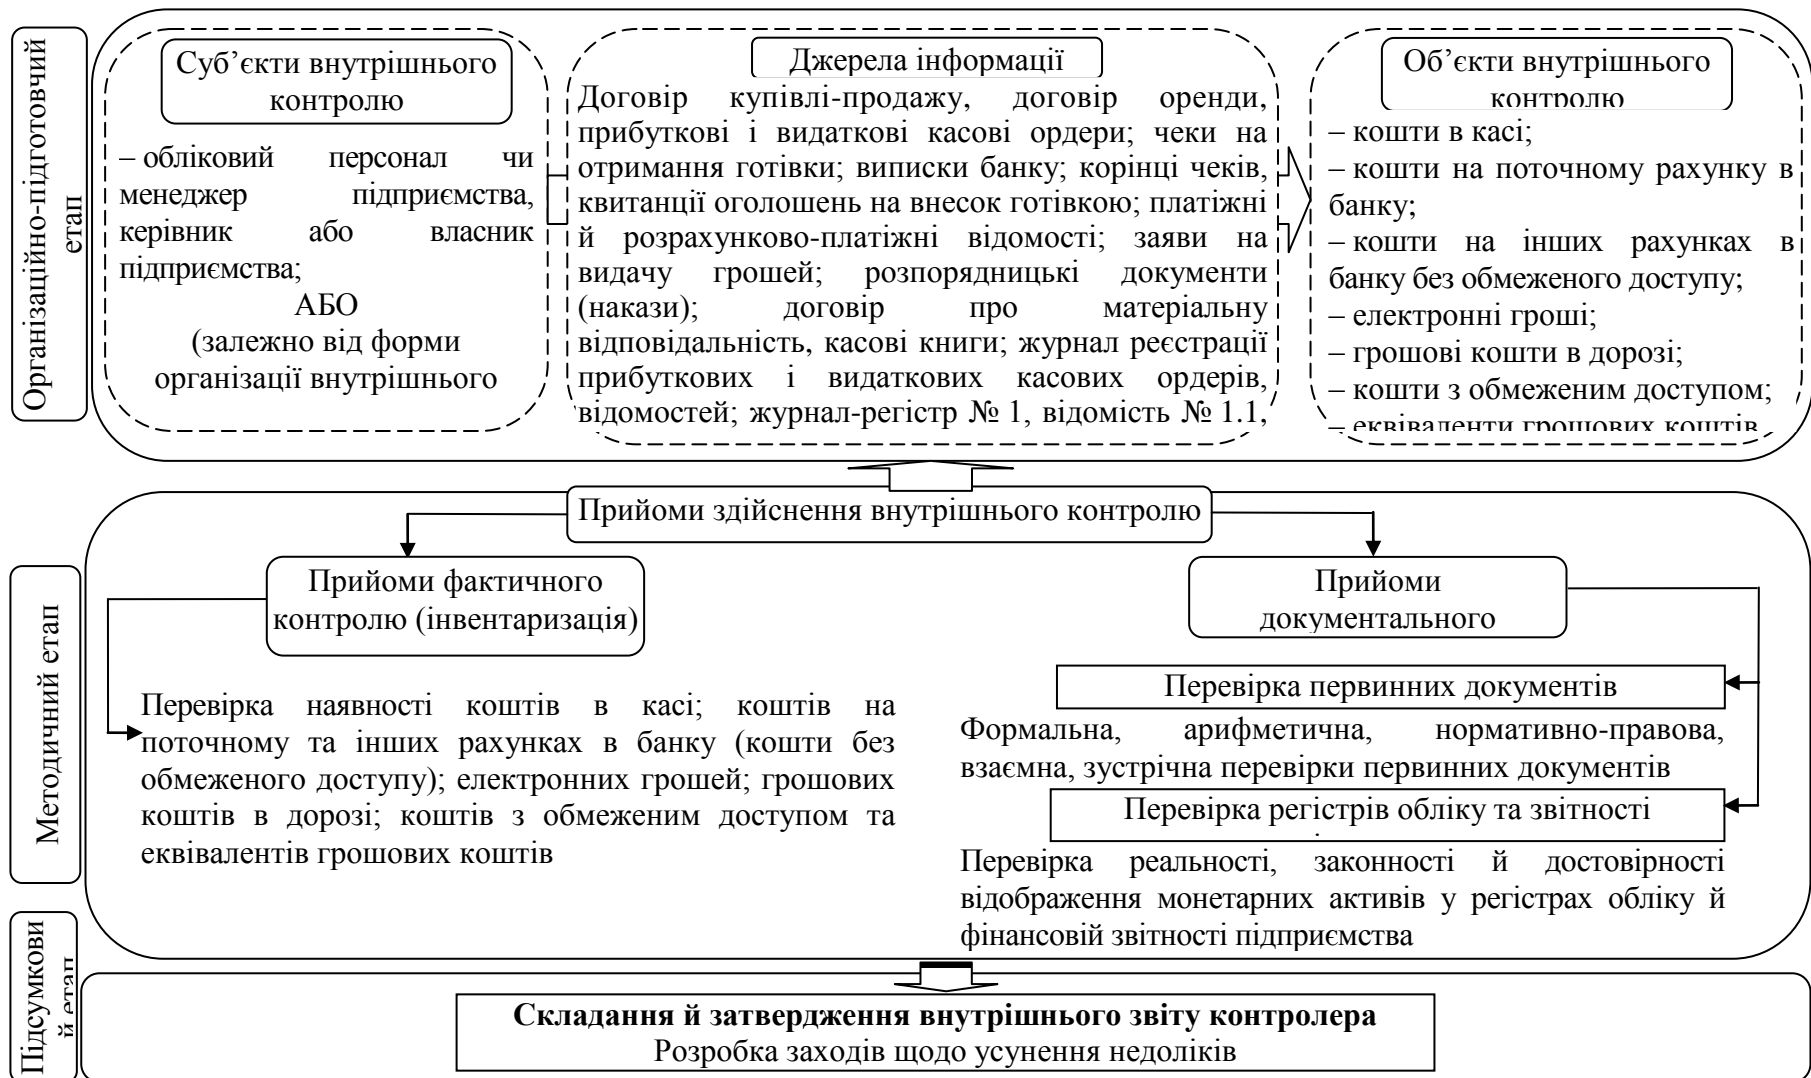 Організаційно-підготовчий
етап
Суб’єкти внутрішнього
контролю
– обліковий персонал чи
менеджер підприємства,
керівник або власник
підприємства;
АБО
(залежно від форми
організації внутрішнього
Джерела інформації
Договір купівлі-продажу, договір оренди,
прибуткові і видаткові касові ордери; чеки на
отримання готівки; виписки банку; корінці чеків,
квитанції оголошень на внесок готівкою; платіжні
й розрахунково-платіжні відомості; заяви на
видачу грошей; розпорядницькі документи
(накази); договір про матеріальну
відповідальність, касові книги; журнал реєстрації
прибуткових і видаткових касових ордерів,
відомостей; журнал-регістр № 1, відомість № 1.1,
Об’єкти внутрішнього
контролю
– кошти в касі;
– кошти на поточному рахунку в
банку;
– кошти на інших рахунках в
банку без обмеженого доступу;
– електронні гроші;
– грошові кошти в дорозі;
– кошти з обмеженим доступом;
– еквіваленти грошових коштів
Методичний етап
Прийоми здійснення внутрішнього контролю
Прийоми фактичного
контролю (інвентаризація)
Перевірка наявності коштів в касі; коштів на
поточному та інших рахунках в банку (кошти без
обмеженого доступу); електронних грошей; грошових
коштів в дорозі; коштів з обмеженим доступом та
еквівалентів грошових коштів
Прийоми
документального
Перевірка первинних документів
Формальна, арифметична, нормативно-правова,
взаємна, зустрічна перевірки первинних документів
Перевірка регістрів обліку та звітності
Перевірка реальності, законності й достовірності
відображення монетарних активів у регістрах обліку й
фінансовій звітності підприємства
Підсумкови
й етап
Складання й затвердження внутрішнього звіту контролера
Розробка заходів щодо усунення недоліків